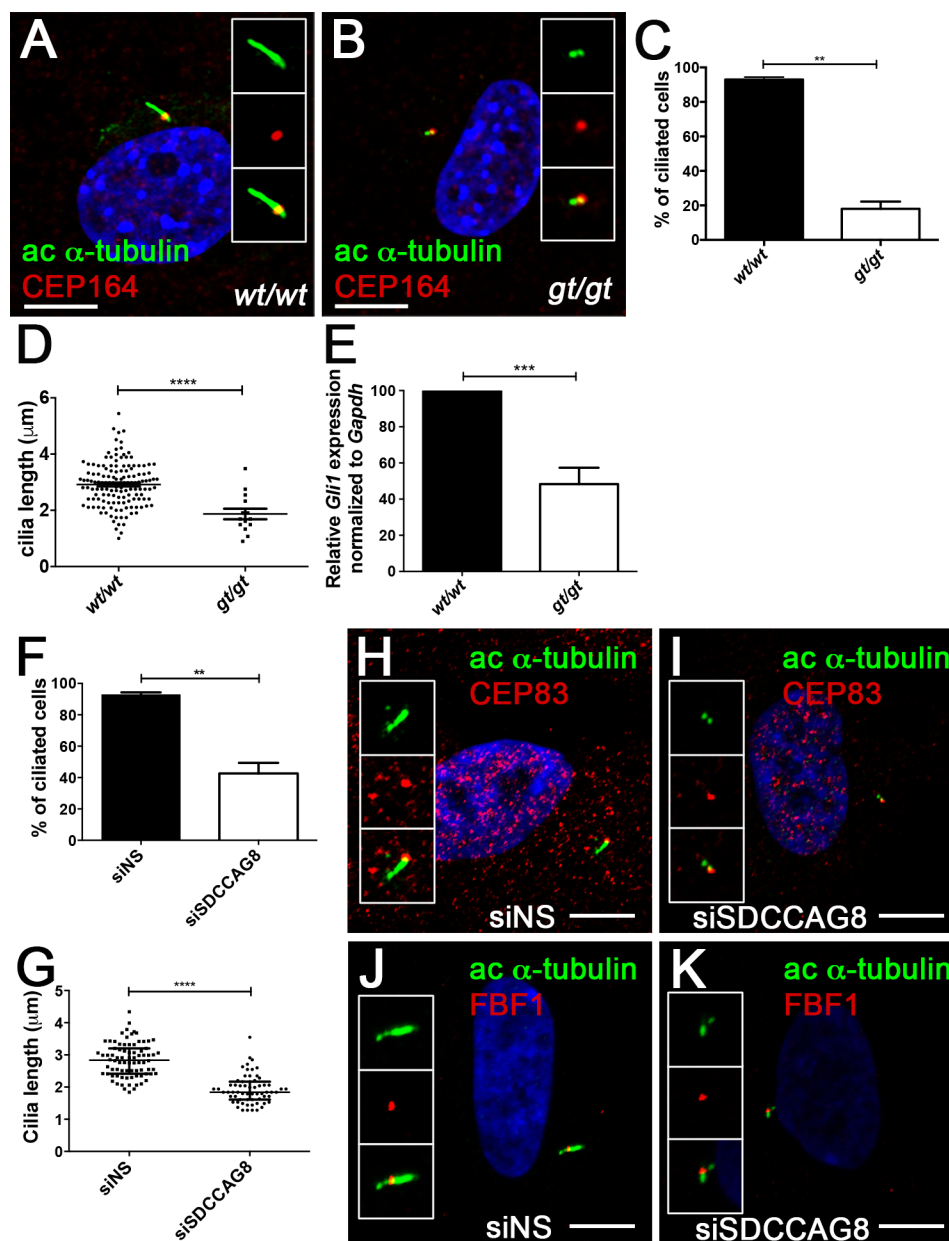 A
ac α-tubulin
CEP164
wt/wt
B
ac α-tubulin
CEP164
gt/gt
C
% of ciliated cells
100
80
60
40
20
0
**
wt/wt
gt/gt
D
cilia length (μm)
6
4
2
0
****
wt/wt
gt/gt
E
Relative Gli1 expression
normalized to Gapdh
100
80
60
40
20
0
***
wt/wt
gt/gt
F
% of ciliated cells
100
80
60
40
20
0
**
siNS
siSDCCAG8
G
Cilia length (μm)
5
4
3
2
1
0
****
siNS
siSDCCAG8
H
ac α-tubulin
CEP83
siNS
I
ac α-tubulin
CEP83
siSDCCAG8
J
ac α-tubulin
FBF1
siNS
K
ac α-tubulin
FBF1
siSDCCAG8